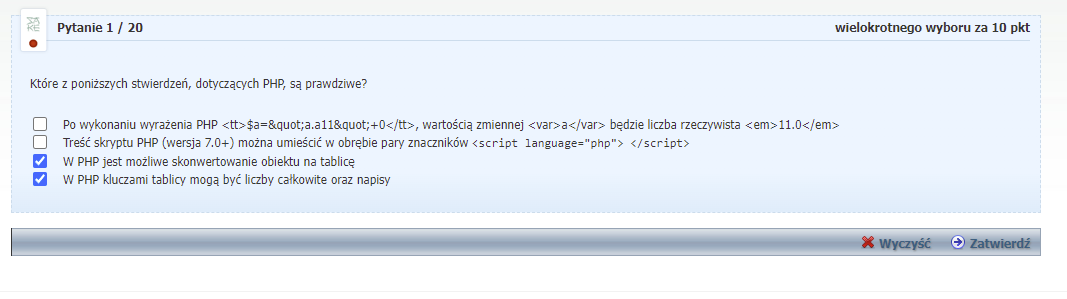 Pytanie 1 / 20
wielokrotnego wyboru za 10 pkt
Które z poniższych stwierdzeń, dotyczących PHP, są prawdziwe?
Po wykonaniu wyrażenia PHP <tt>$a=&quot;a.a11&quot;+0</tt>, wartością zmiennej <var>a</var> będzie liczba rzeczywista <em>11.0</em>
Treść skryptu PHP (wersja 7.0+) można umieścić w obrębie pary znaczników <script language="php"> </script>
W PHP jest możliwe skonwertowanie obiektu na tablicę
W PHP kluczami tablicy mogą być liczby całkowite oraz napisy
Wyczyść Zatwierdź